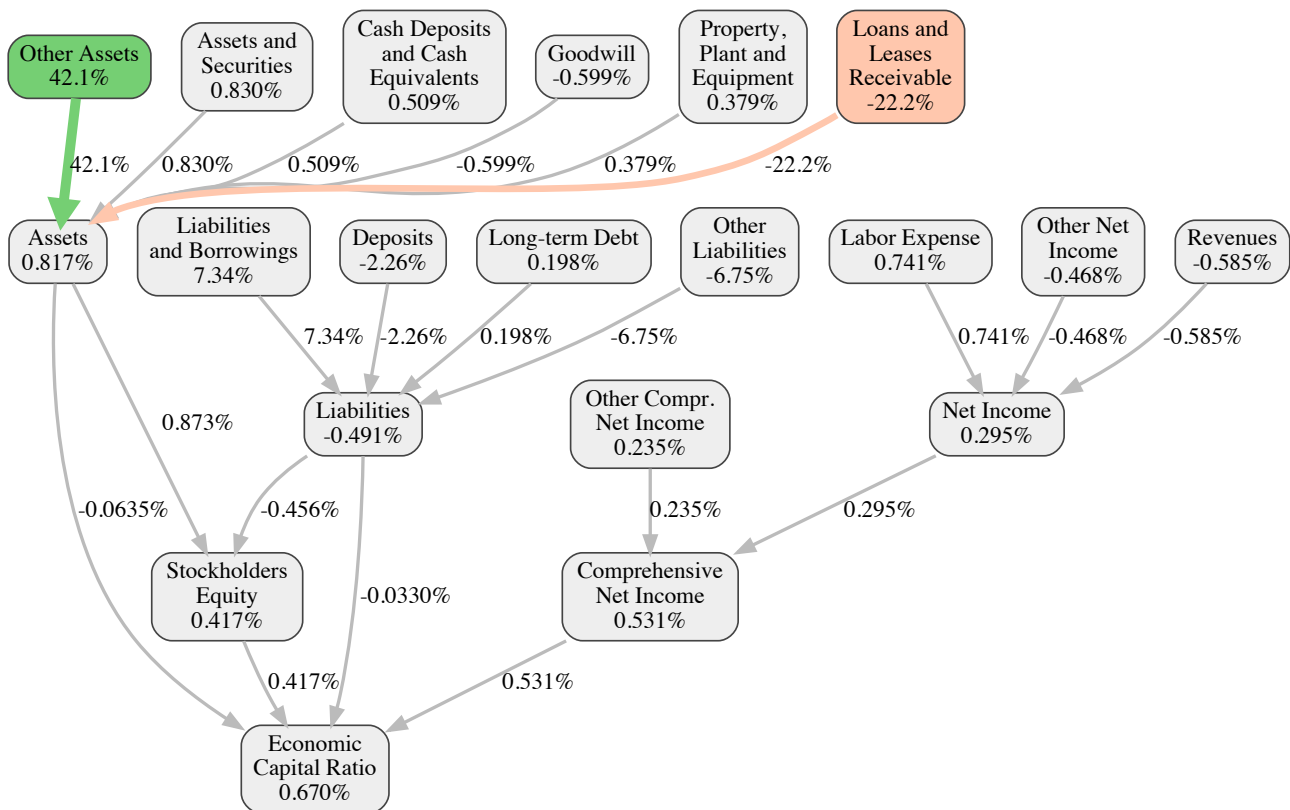 Other Assets
42.1%
Assets and
Securities
0.830%
Cash Deposits
and Cash
Equivalents
0.509%
Goodwill
-0.599%
Property,
Plant and
Equipment
0.379%
Loans and
Leases
Receivable
-22.2%
42.1%
0.830%
0.509%
-0.599%
0.379%
-22.2%
Assets
0.817%
Liabilities
and Borrowings
7.34%
Deposits
-2.26%
Long-term Debt
0.198%
Other
Liabilities
-6.75%
Labor Expense
0.741%
Other Net
Income
-0.468%
Revenues
-0.585%
7.34%
-2.26%
0.198%
-6.75%
0.741%
-0.468%
-0.585%
0.873%
Liabilities
-0.491%
Other Compr.
Net Income
0.235%
Net Income
0.295%
-0.0635%
-0.456%
0.235%
0.295%
Stockholders
Equity
0.417%
-0.0330%
Comprehensive
Net Income
0.531%
0.417%
0.531%
Economic
Capital Ratio
0.670%